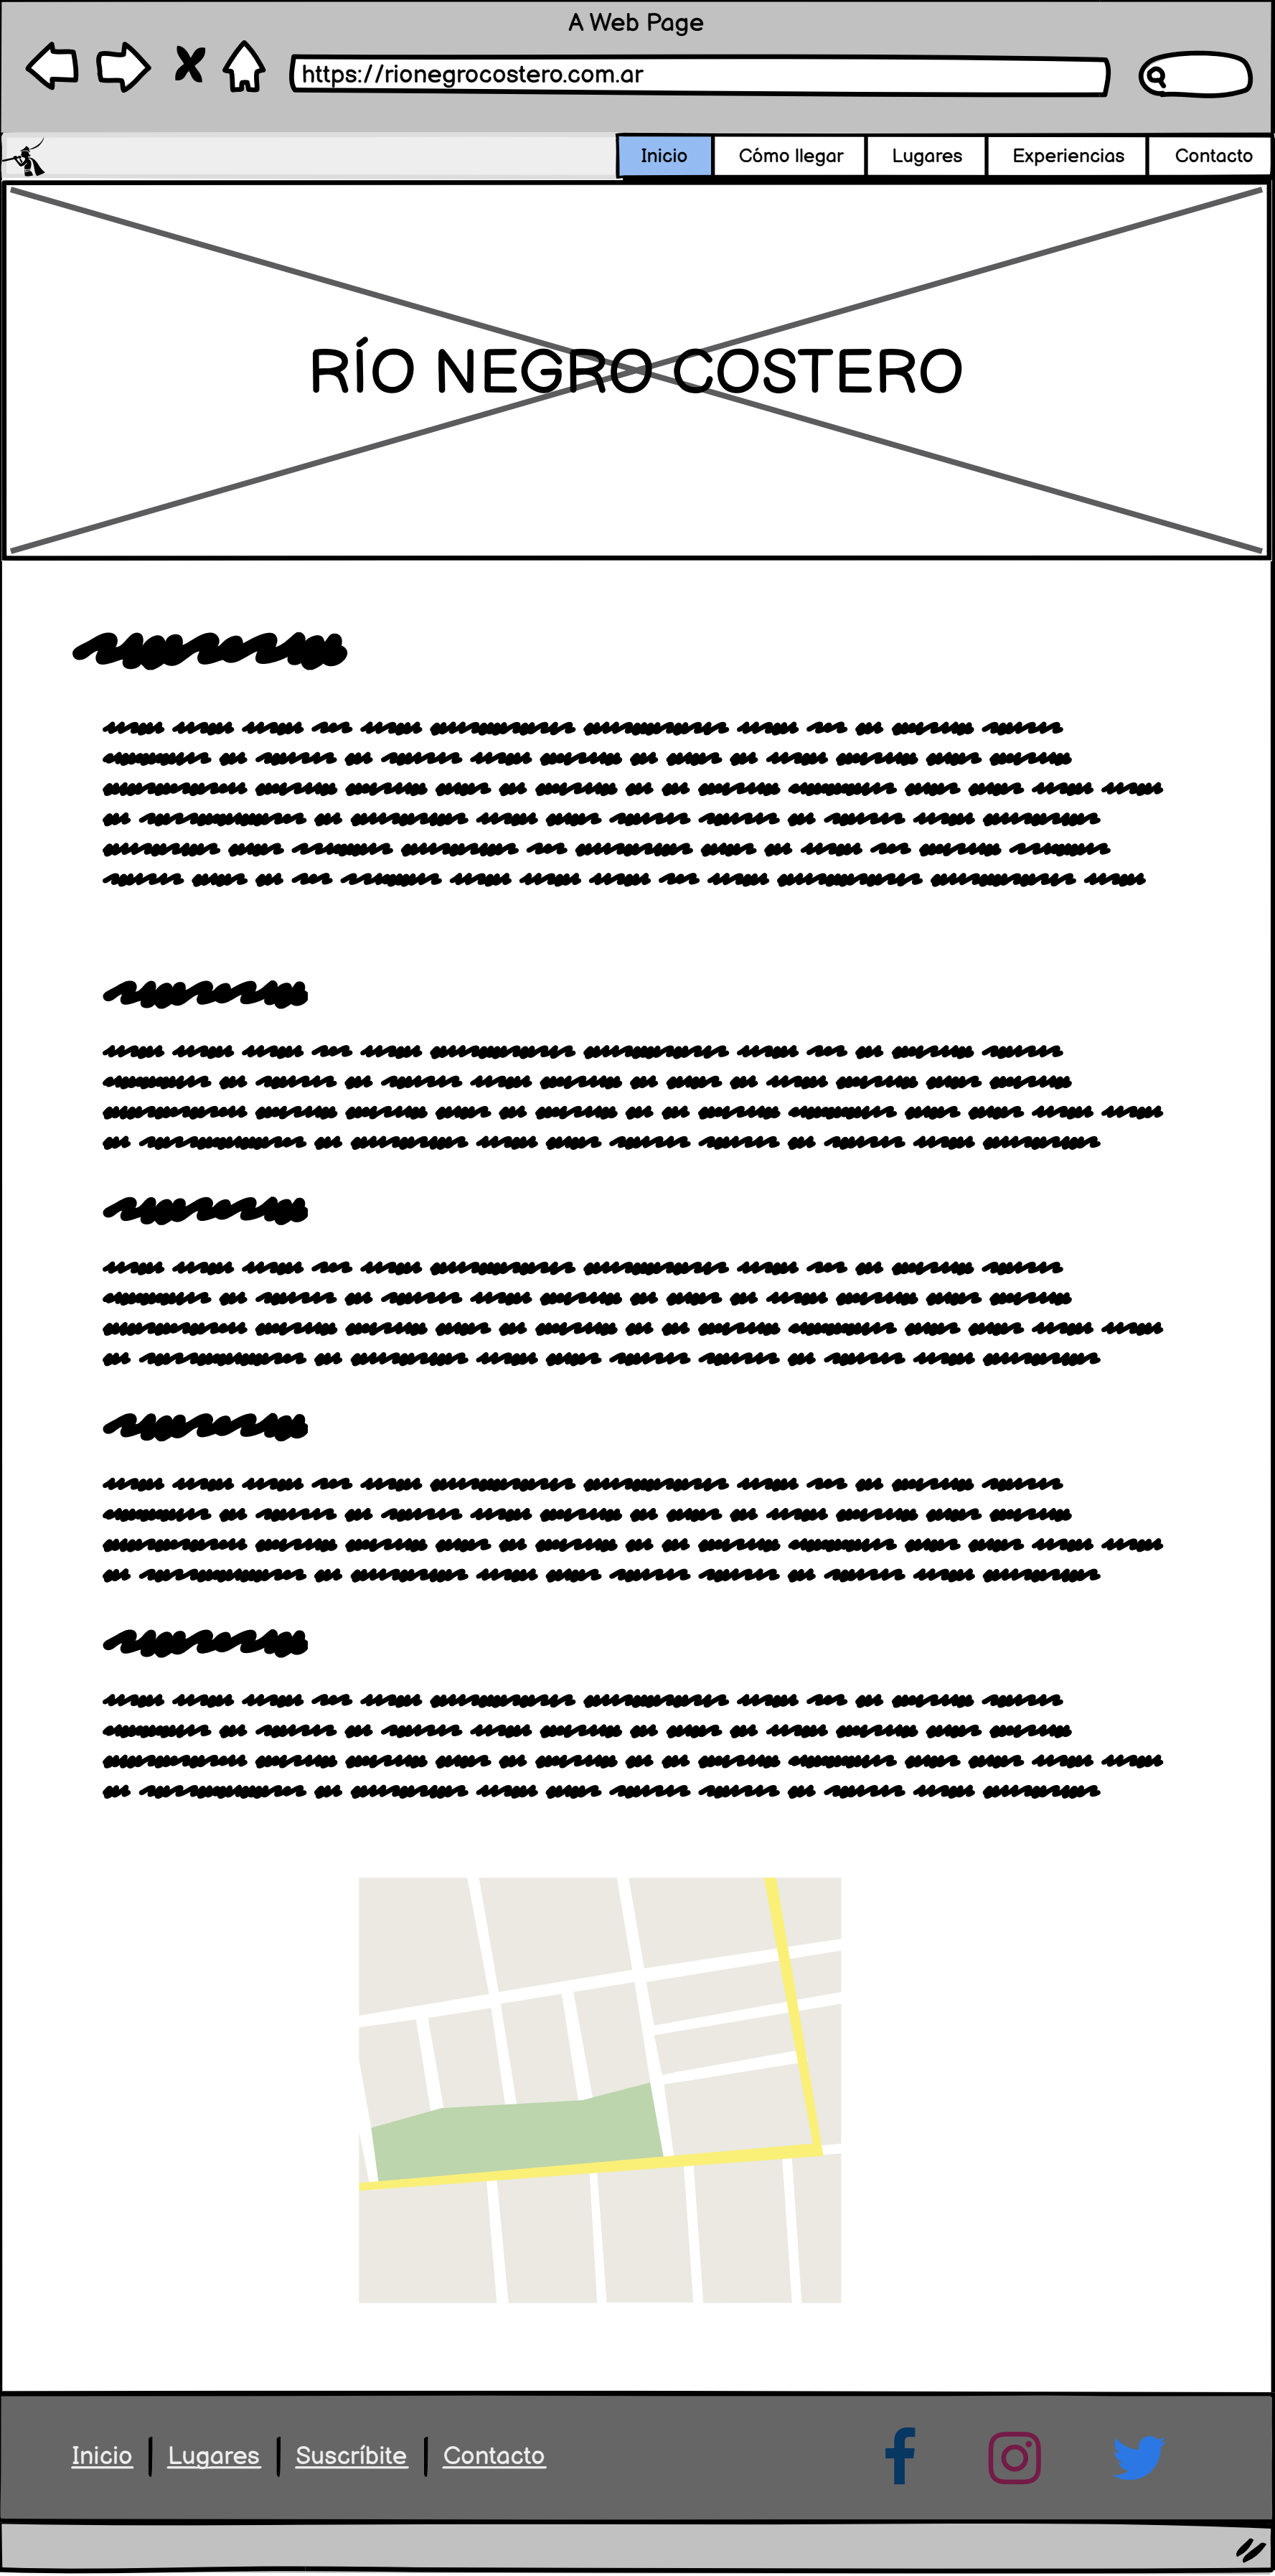 A Web Page
https://rionegrocostero.com.ar
Inicio Cómo llegar Lugares Experiencias Contacto
RÍO NEGRO COSTERO
Inicio Lugares Suscríbite Contacto